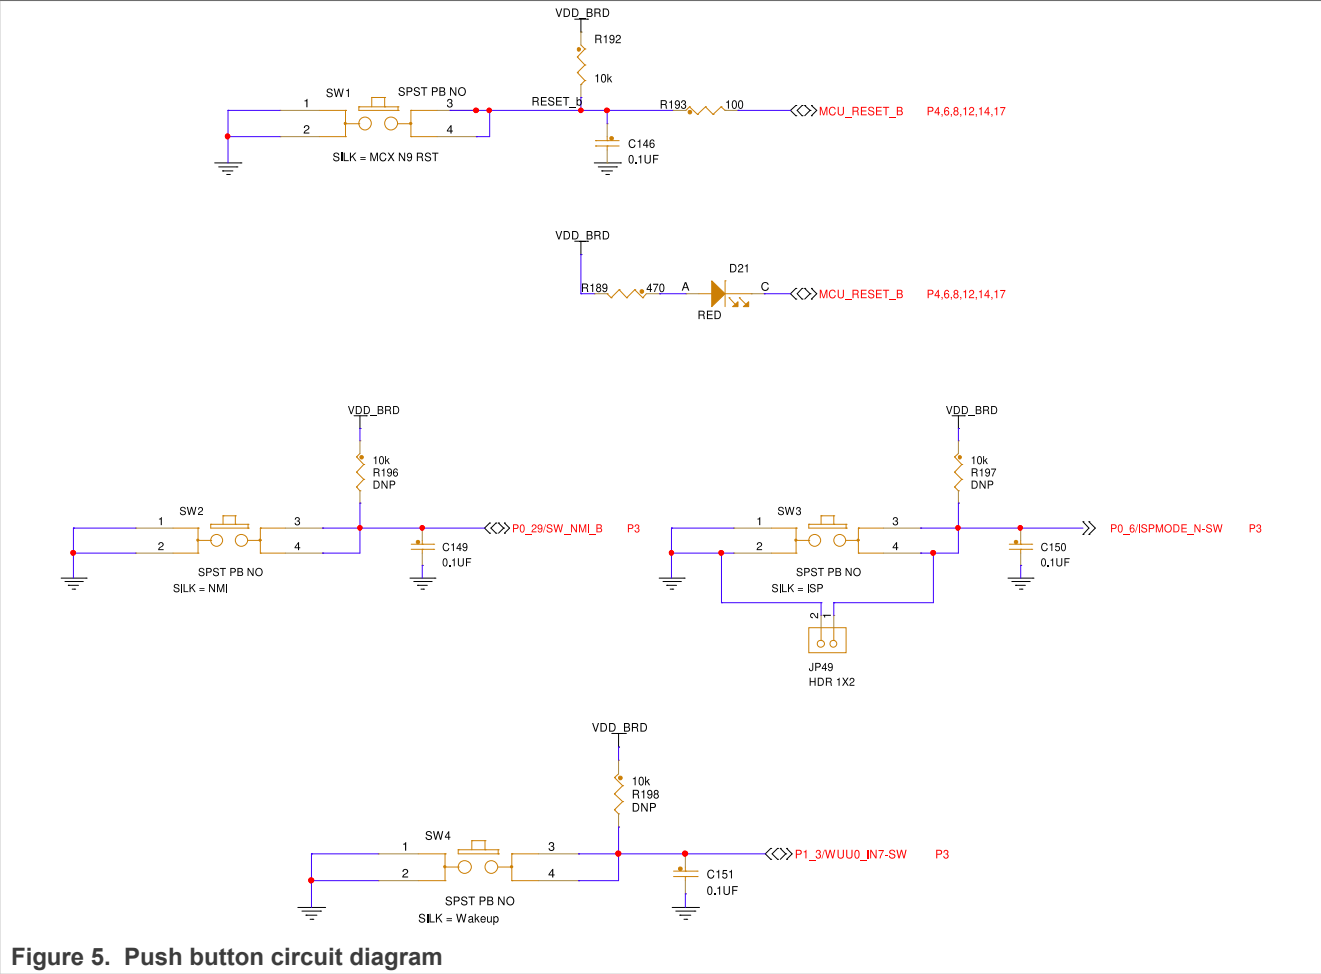 VDD_BRD
R192
10k
SW1
SPST PB NO
1
3
2
4
RESET_b
R193
100
MCU_RESET_B P4,6,8,12,14,17
C146
0.1UF
SILK = MCX N9 RST
VDD_BRD
D21
R189
470
A
C
MCU_RESET_B P4,6,8,12,14,17
RED
VDD_BRD
10k
R196
DNP
SW2
1
3
2
4
P0_29/SW_NMI_B P3
C149
0.1UF
SPST PB NO
SILK = NMI
VDD_BRD
10k
R197
DNP
SW3
1
3
2
4
P0_6/ISPMODE_N-SW P3
C150
0.1UF
SPST PB NO
SILK = ISP
2
1
JP49
HDR 1X2
VDD_BRD
10k
R198
DNP
SW4
1
3
2
4
P1_3/WUU0_IN7-SW P3
C151
0.1UF
SPST PB NO
SILK = Wakeup
Figure 5. Push button circuit diagram